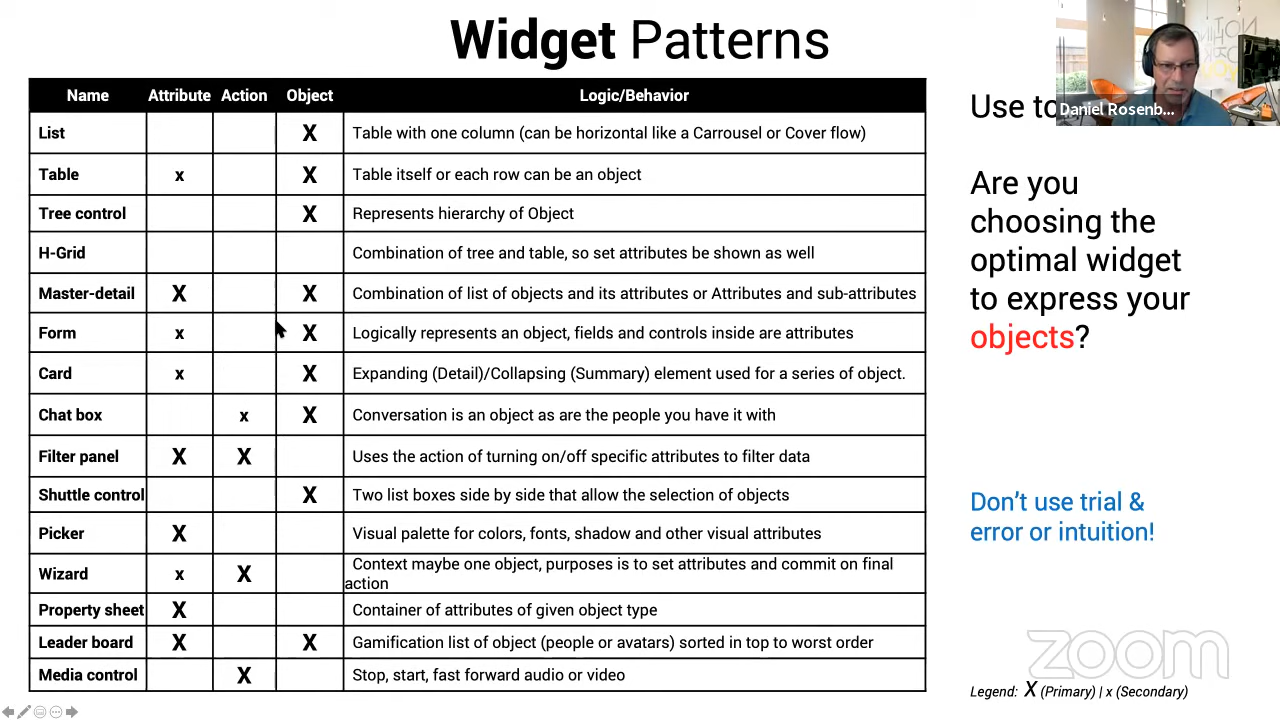 Widget Patterns
Name Attribute Action Object Logic/Behavior
List X Table with one column (can be horizontal like a Carrousel or Cover flow)
Table x X Table itself or each row can be an object
Tree control X Represents hierarchy of Object
H-Grid Combination of tree and table, so set attributes be shown as well
Master-detail X X Combination of list of objects and its attributes or Attributes and sub-attributes
Form x X Logically represents an object, fields and controls inside are attributes
Card x X Expanding (Detail)/Collapsing (Summary) element used for a series of object.
Chat box x X Conversation is an object as are the people you have it with
Filter panel X X Uses the action of turning on/off specific attributes to filter data
Shuttle control X Two list boxes side by side that allow the selection of objects
Picker X Visual palette for colors, fonts, shadow and other visual attributes
Wizard x X Context maybe one object, purposes is to set attributes and commit on final
action
Property sheet X Container of attributes of given object type
Leader board X X Gamification list of object (people or avatars) sorted in top to worst order
Media control X Stop, start, fast forward audio or video
Use to
Daniel Rosenb...
Are you
choosing the
optimal widget
to express your
objects?
Don't use trial &
error or intuition!
zoom
Legend: X (Primary) | x (Secondary)